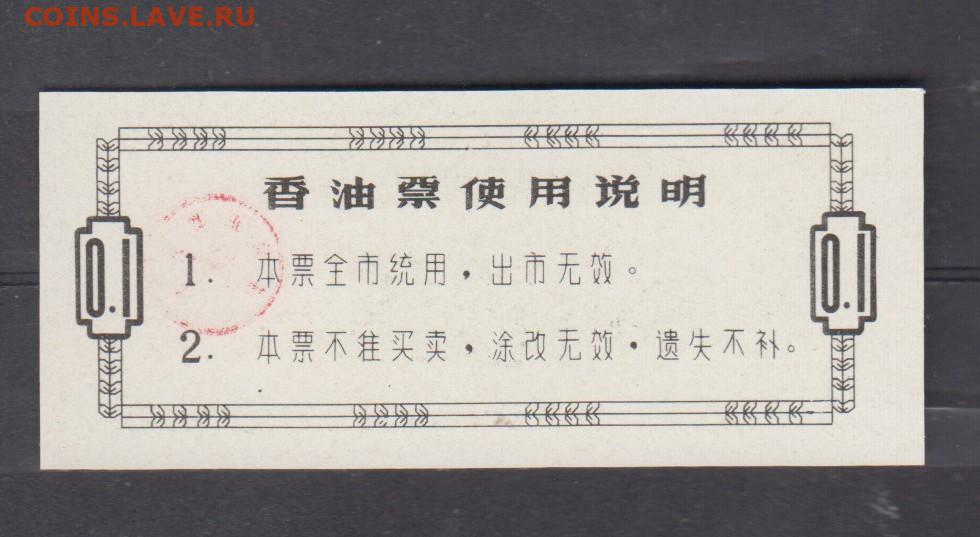 COINS.LAVE.RU
香油票使用说明
1. 本票全市统用，出市无效。
2. 本票不准买卖，涂改无效·遗失不补。
0.1
0.1